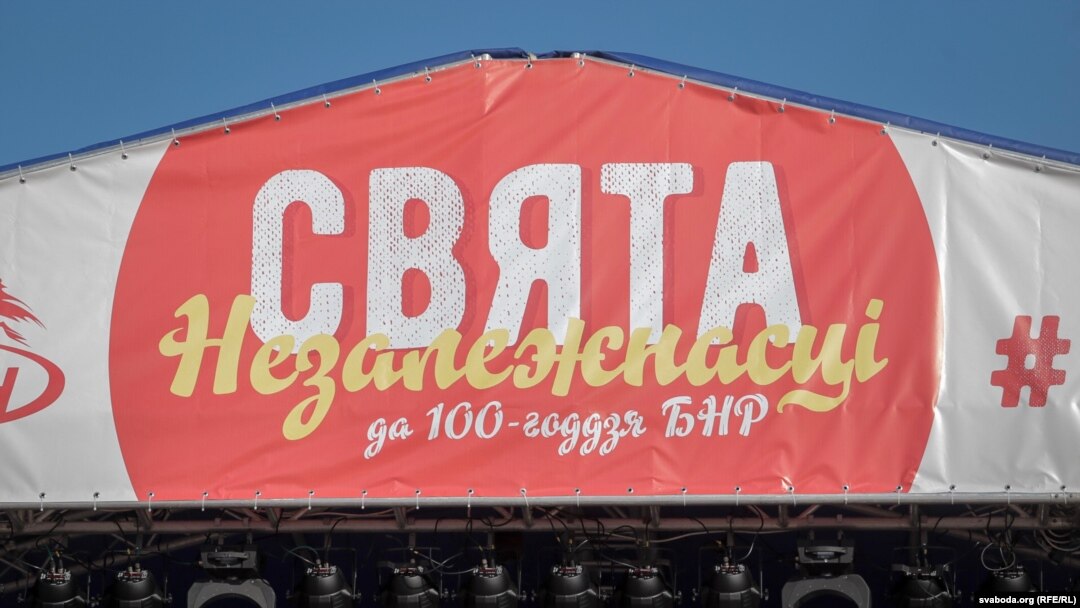 СВЯТА
Незалежнасці
да 100-годдзя БНР
#
svaboda.org (RFE/RL)